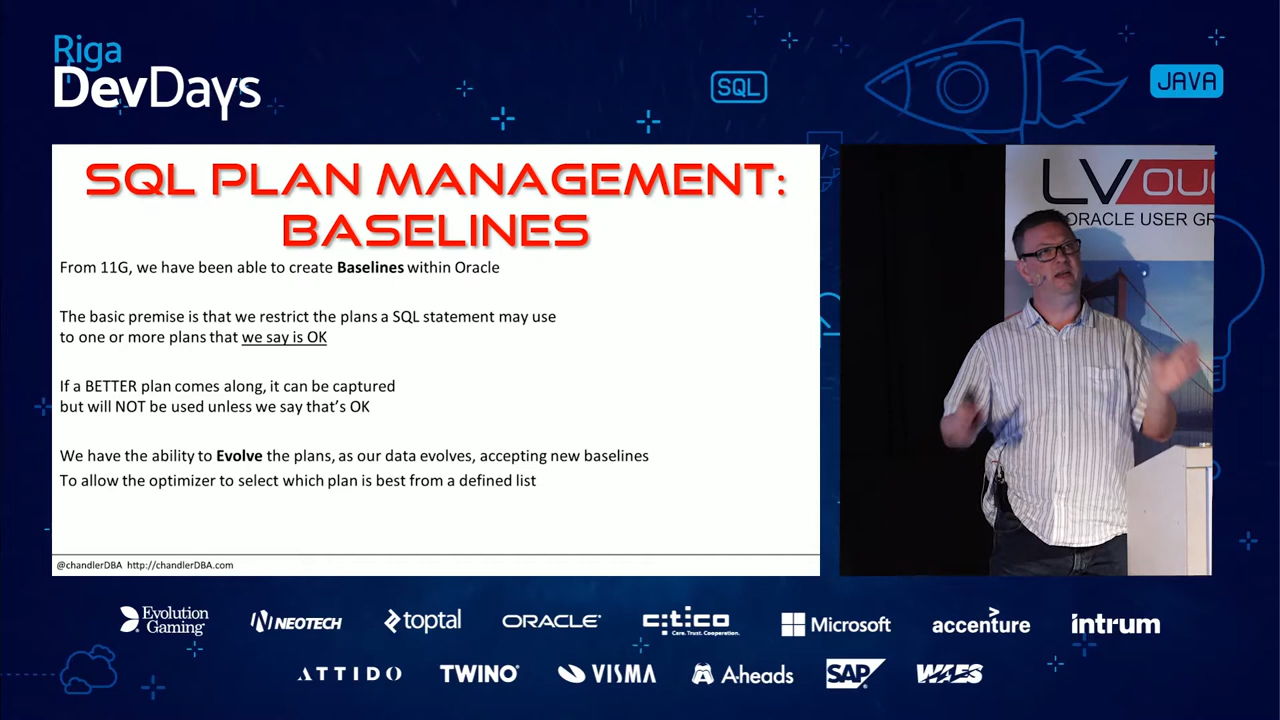 Riga
DevDays
SQL
JAVA
SQL PLAN MANAGEMENT:
BASELINES
From 11G, we have been able to create Baselines within Oracle
The basic premise is that we restrict the plans a SQL statement may use
to one or more plans that we say is OK
If a BETTER plan comes along, it can be captured
but will NOT be used unless we say that's OK
We have the ability to Evolve the plans, as our data evolves, accepting new baselines
To allow the optimizer to select which plan is best from a defined list
@chandlerDBA http://chandlerDBA.com
LVOUG
ORACLE USER GR
Evolution
Gaming
NEOTECH
toptal
ORACLE
citco
Care. Trust. Cooperation.
Microsoft
accenture
intrum
ATTIDO
TWINO
VISMA
A-heads
SAP
WAES